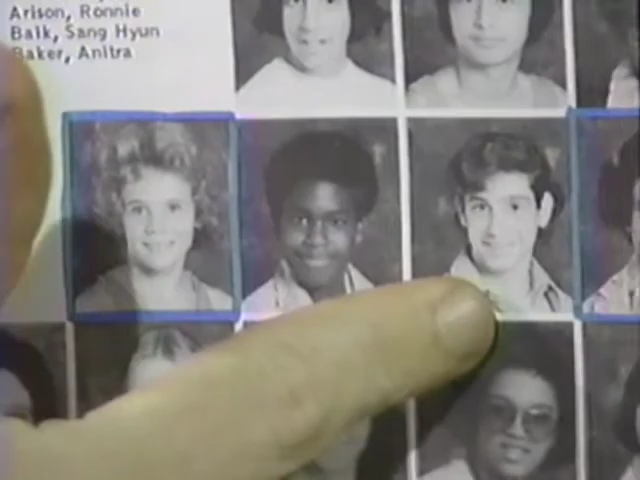 Arison, Ronnie
Baik, Sang Hyun
Baker, Anitra